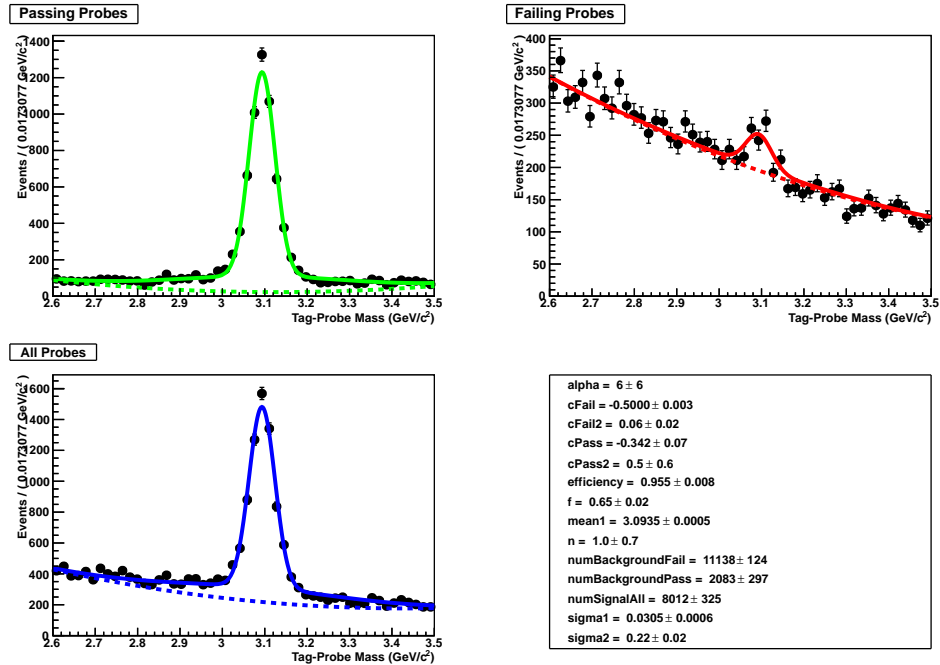 Passing Probes
Events / ( 0.0173077 GeV/c² )
1400
1200
1000
800
600
400
200
0
2.6 2.7 2.8 2.9 3 3.1 3.2 3.3 3.4 3.5
Tag-Probe Mass (GeV/c²)
Failing Probes
Events / ( 0.0173077 GeV/c² )
400
350
300
250
200
150
100
50
0
2.6 2.7 2.8 2.9 3 3.1 3.2 3.3 3.4 3.5
Tag-Probe Mass (GeV/c²)
All Probes
Events / ( 0.0173077 GeV/c² )
1600
1400
1200
1000
800
600
400
200
0
2.6 2.7 2.8 2.9 3 3.1 3.2 3.3 3.4 3.5
Tag-Probe Mass (GeV/c²)
alpha = 6 ± 6
cFail = -0.5000 ± 0.003
cFail2 = 0.06 ± 0.02
cPass = -0.342 ± 0.07
cPass2 = 0.5 ± 0.6
efficiency = 0.955 ± 0.008
f = 0.65 ± 0.02
mean1 = 3.0935 ± 0.0005
n = 1.0 ± 0.7
numBackgroundFail = 11138 ± 124
numBackgroundPass = 2083 ± 297
numSignalAll = 8012 ± 325
sigma1 = 0.0305 ± 0.0006
sigma2 = 0.22 ± 0.02